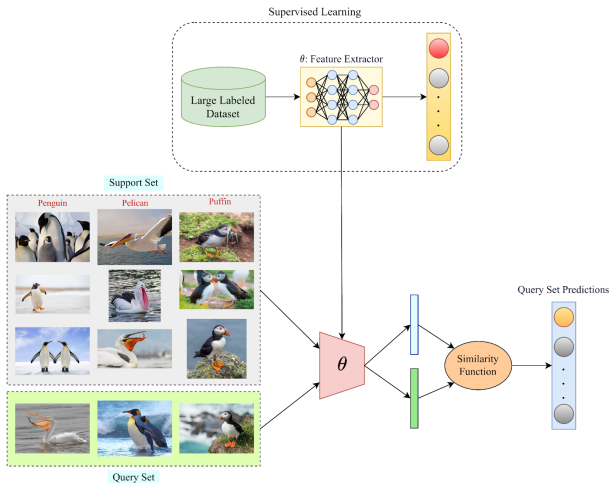 Supervised Learning
θ: Feature Extractor
Large Labeled
Dataset
Support Set
Penguin
Pelican
Puffin
Query Set Predictions
θ
Similarity
Function
Query Set